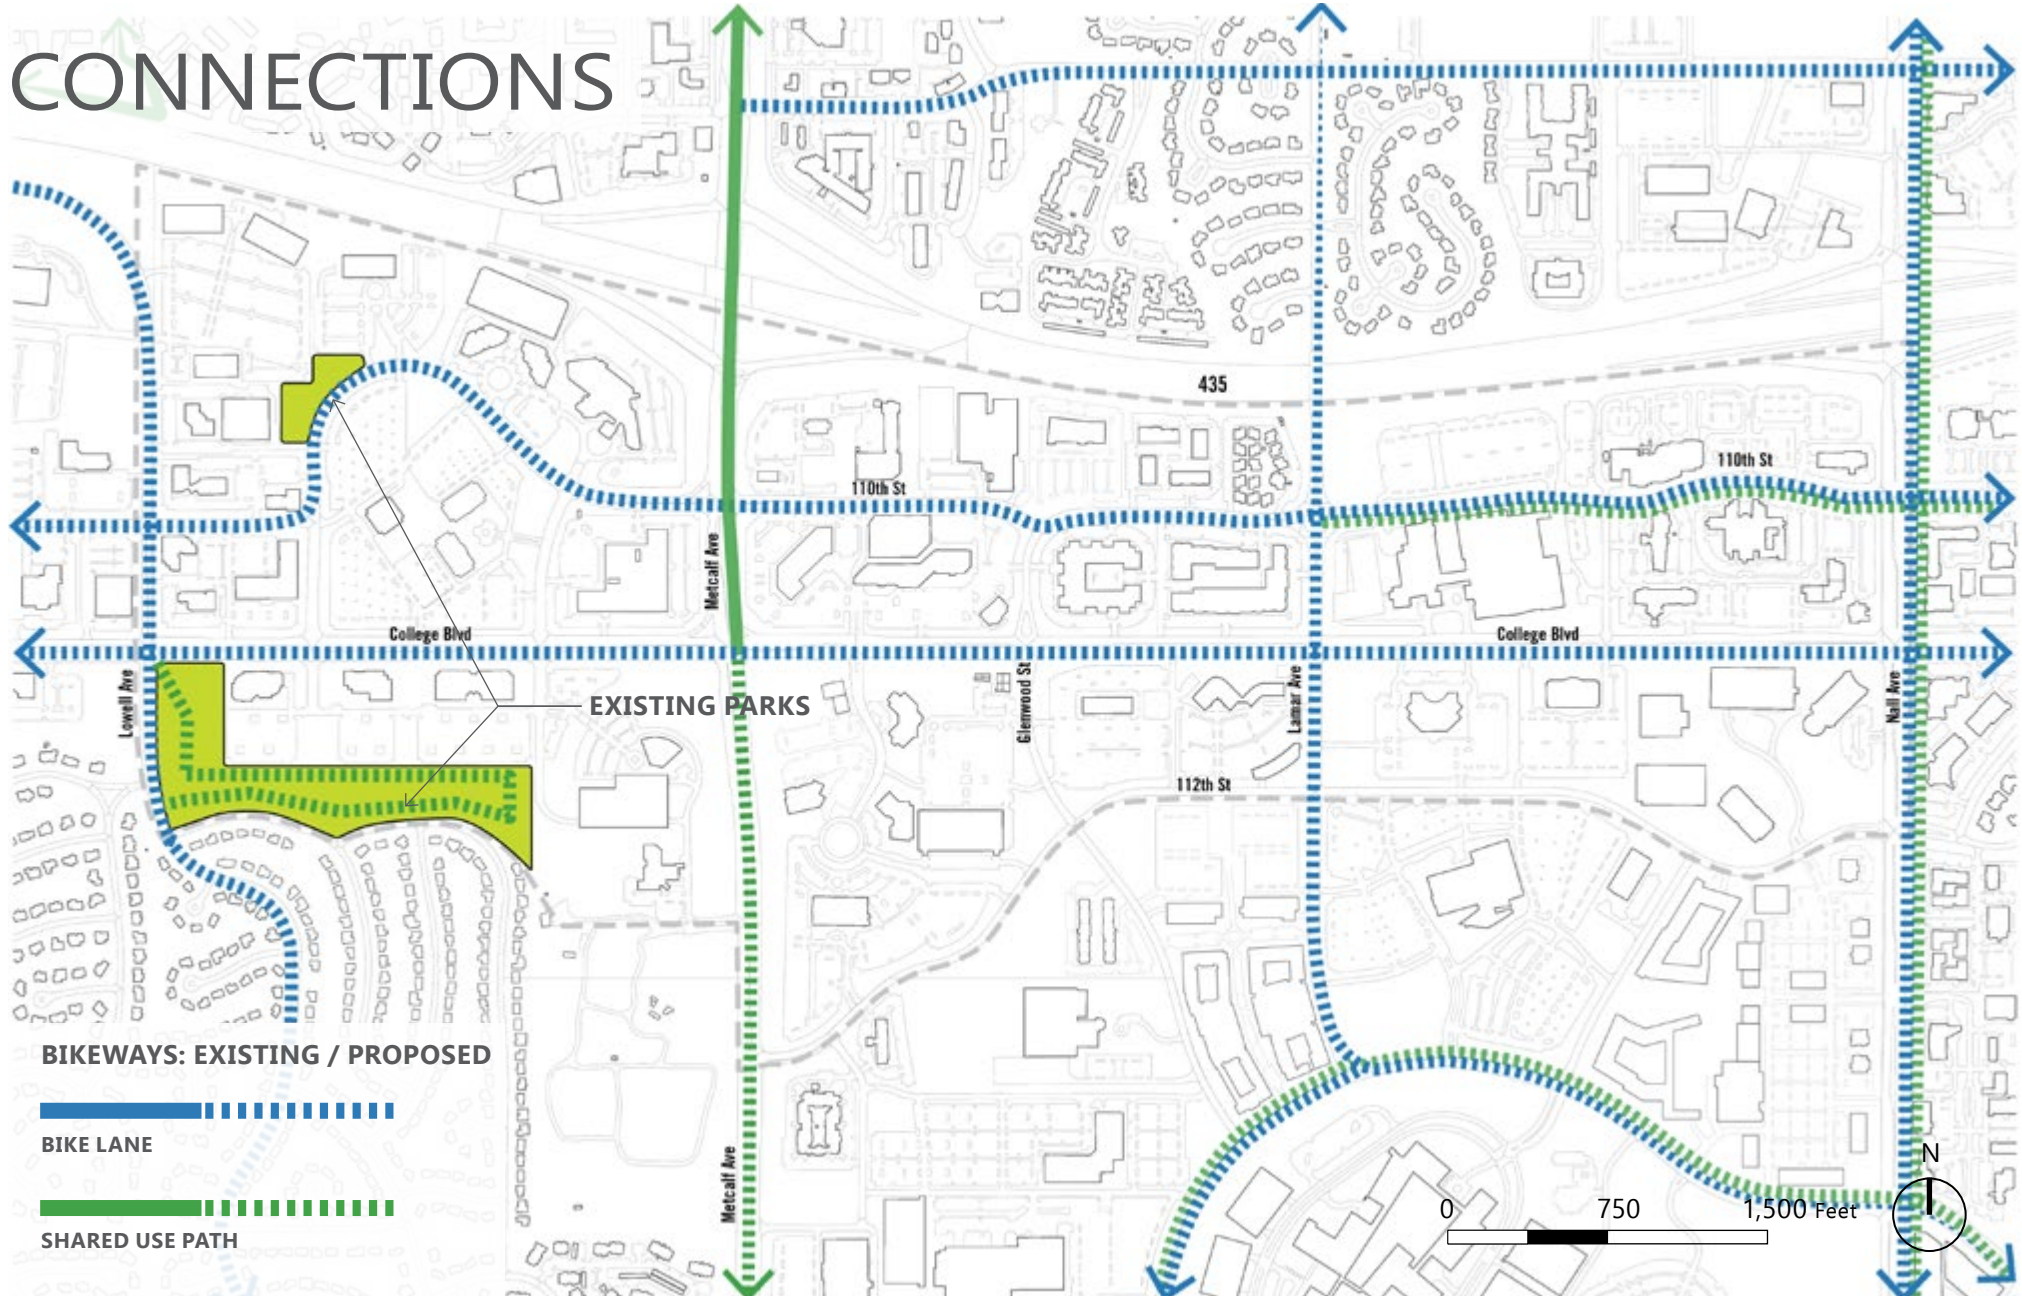 CONNECTIONS
435
110th St
110th St
Metcalf Ave
College Blvd
College Blvd
Lowell Ave
EXISTING PARKS
Glenwood St
Lamar Ave
Nall Ave
112th St
BIKEWAYS: EXISTING / PROPOSED
BIKE LANE
SHARED USE PATH
Metcalf Ave
N
0 750 1,500 Feet